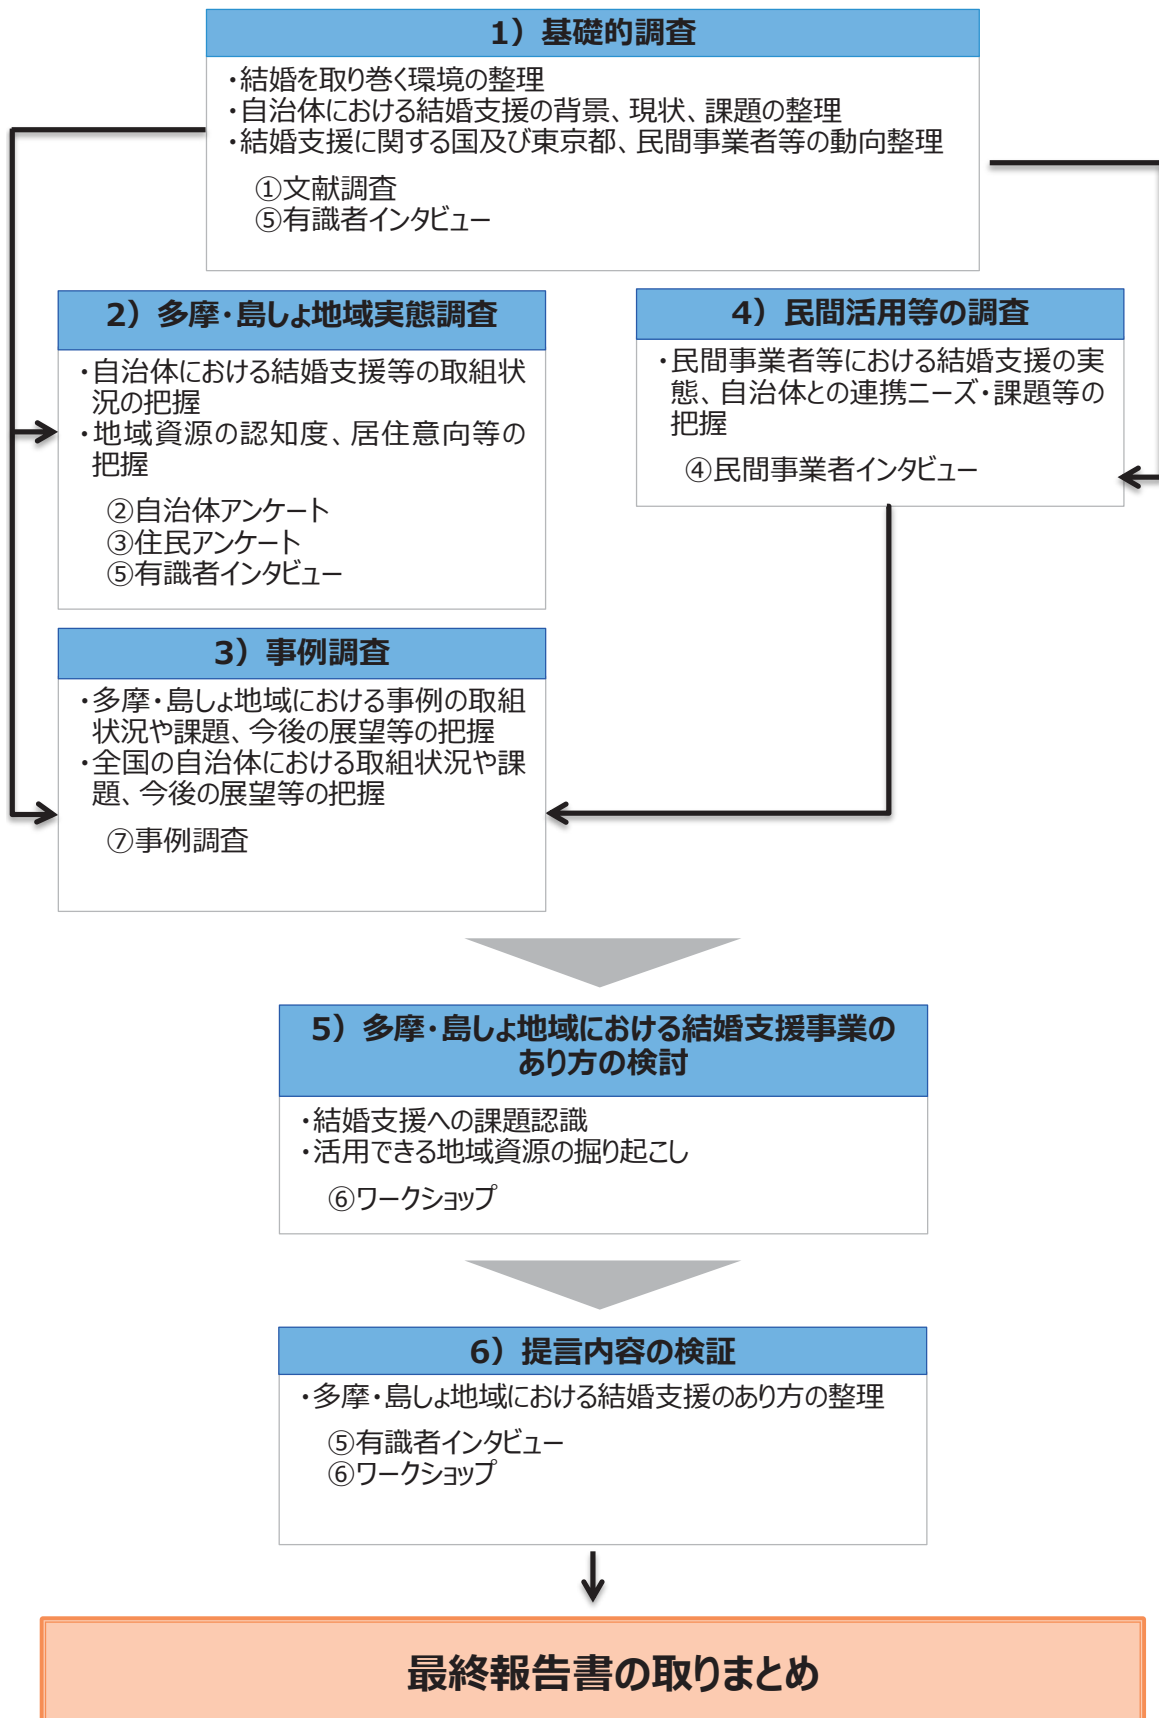 1）基礎的調査
・結婚を取り巻く環境の整理
・自治体における結婚支援の背景、現状、課題の整理
・結婚支援に関する国及び東京都、民間事業者等の動向整理
①文献調査
⑤有識者インタビュー
2）多摩・島しょ地域実態調査
・自治体における結婚支援等の取組状
況の把握
・地域資源の認知度、居住意向等の
把握
②自治体アンケート
③住民アンケート
⑤有識者インタビュー
4）民間活用等の調査
・民間事業者等における結婚支援の実
態、自治体との連携ニーズ・課題等の
把握
④民間事業者インタビュー
3）事例調査
・多摩・島しょ地域における事例の取組
状況や課題、今後の展望等の把握
・全国の自治体における取組状況や課
題、今後の展望等の把握
⑦事例調査
5）多摩・島しょ地域における結婚支援事業の
あり方の検討
・結婚支援への課題認識
・活用できる地域資源の掘り起こし
⑥ワークショップ
6）提言内容の検証
・多摩・島しょ地域における結婚支援のあり方の整理
⑤有識者インタビュー
⑥ワークショップ
最終報告書の取りまとめ